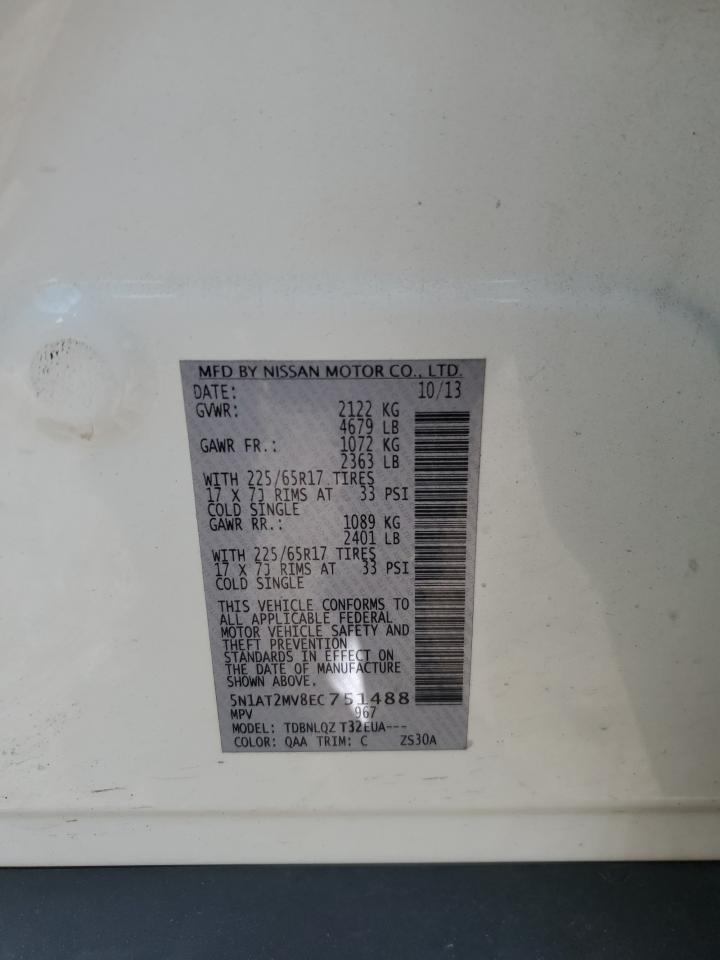 MFD BY NISSAN MOTOR CO., LTD.
DATE: 10/13
GVWR: 2122 KG
4679 LB
GAWR FR.: 1072 KG
2363 LB
WITH 225/65R17 TIRES
17 X 7J RIMS AT 33 PSI
COLD SINGLE
GAWR RR.: 1089 KG
2401 LB
WITH 225/65R17 TIRES
17 X 7J RIMS AT 33 PSI
COLD SINGLE
THIS VEHICLE CONFORMS TO
ALL APPLICABLE FEDERAL
MOTOR VEHICLE SAFETY AND
THEFT PREVENTION
STANDARDS IN EFFECT ON
THE DATE OF MANUFACTURE
SHOWN ABOVE.
5N1AT2MV8EC751488
MPV 967
MODEL: TDBNLQZ T32EUA---
COLOR: QAA TRIM: C ZS30A